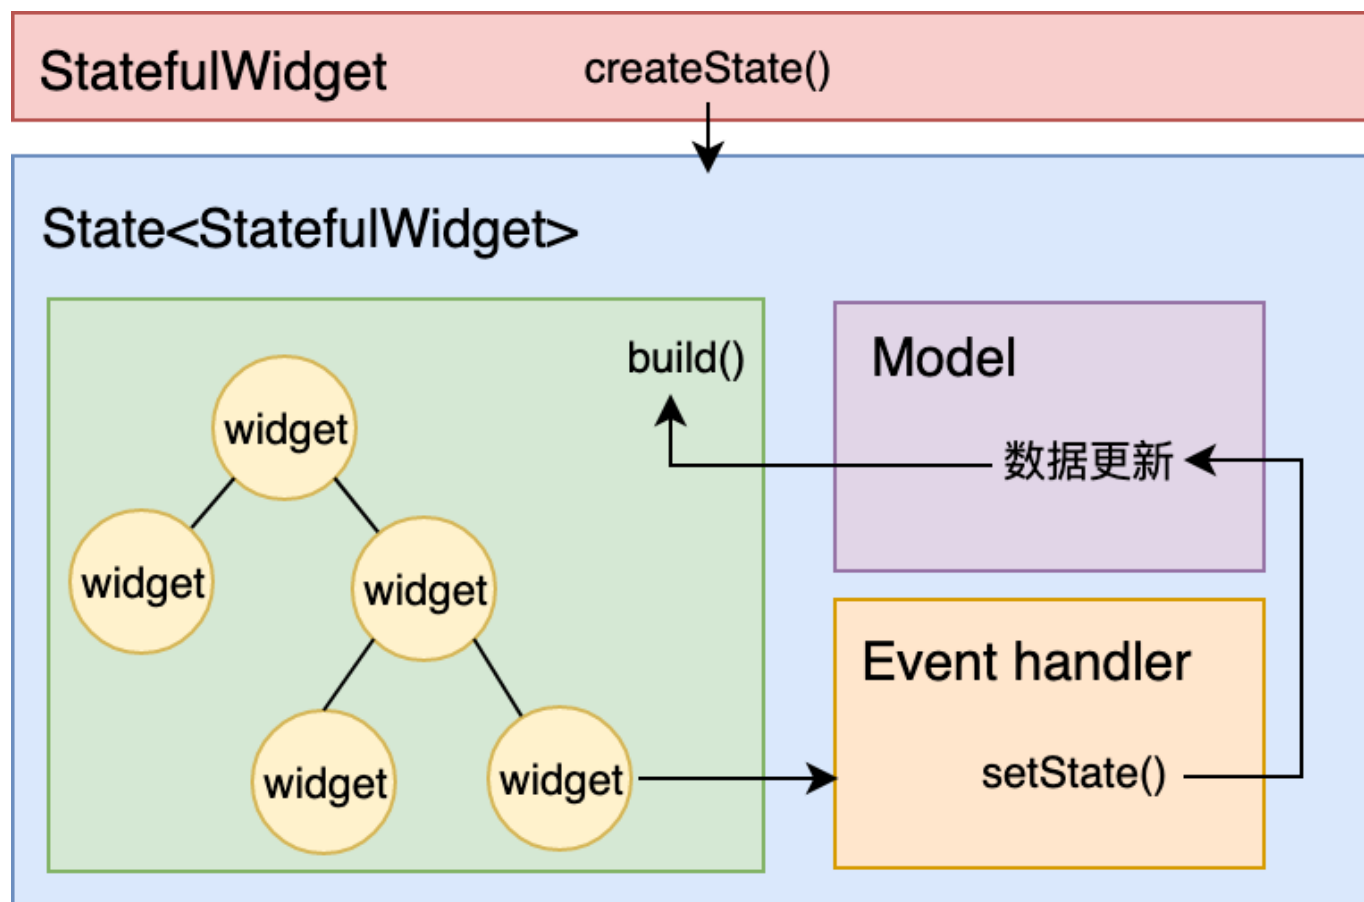 StatefulWidget
createState()
State<StatefulWidget>
build()
Model
widget
数据更新
widget
widget
Event handler
widget
widget
setState()